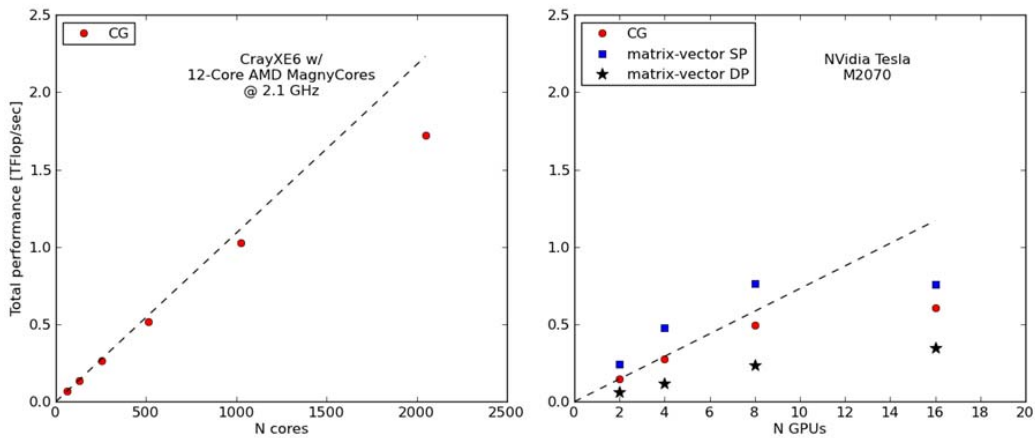 CG
CrayXE6 w/
12-Core AMD MagnyCores
@ 2.1 GHz
Total performance [TFlop/sec]
2.5
2.0
1.5
1.0
0.5
0.0
0 500 1000 1500 2000 2500
N cores
CG
matrix-vector SP
matrix-vector DP
NVidia Tesla
M2070
2.5
2.0
1.5
1.0
0.5
0.0
0 2 4 6 8 10 12 14 16 18 20
N GPUs